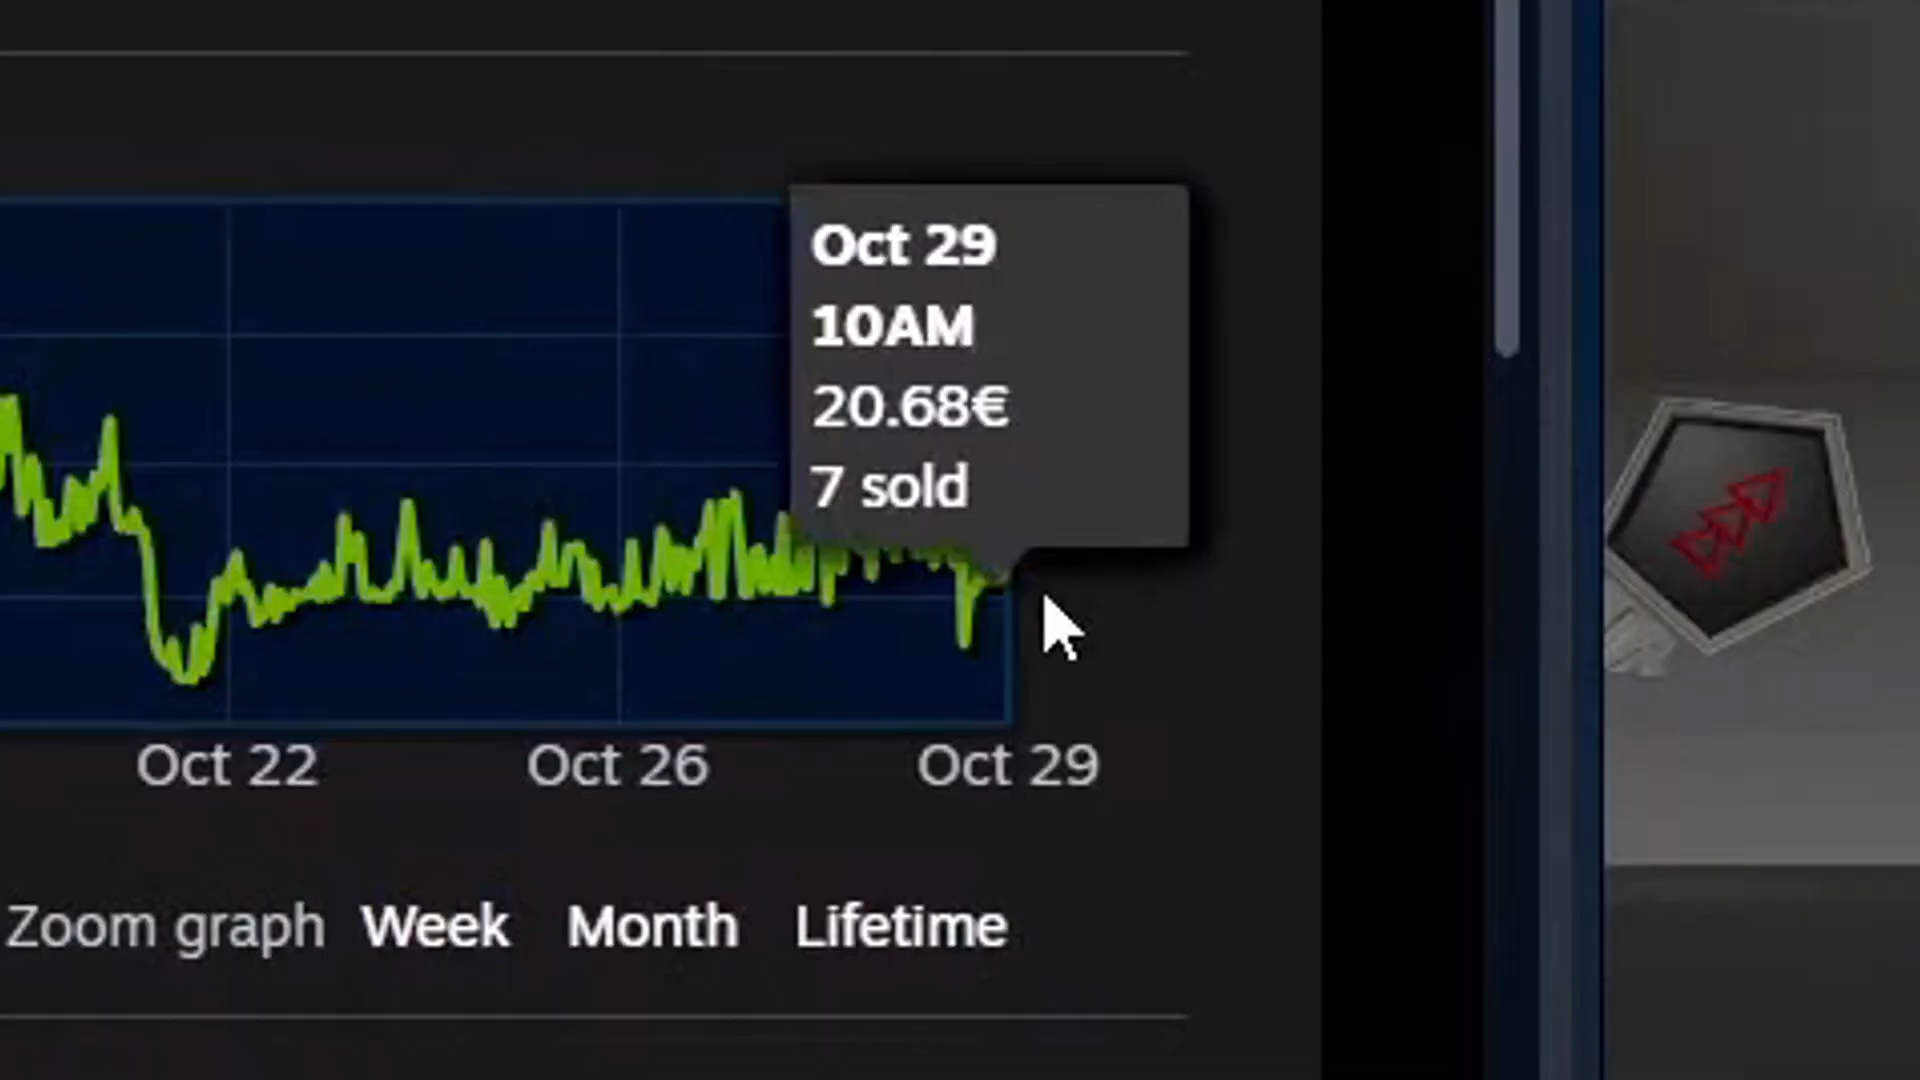 Oct 29
10AM
20.68€
7 sold
Oct 22 Oct 26 Oct 29
Zoom graph Week Month Lifetime